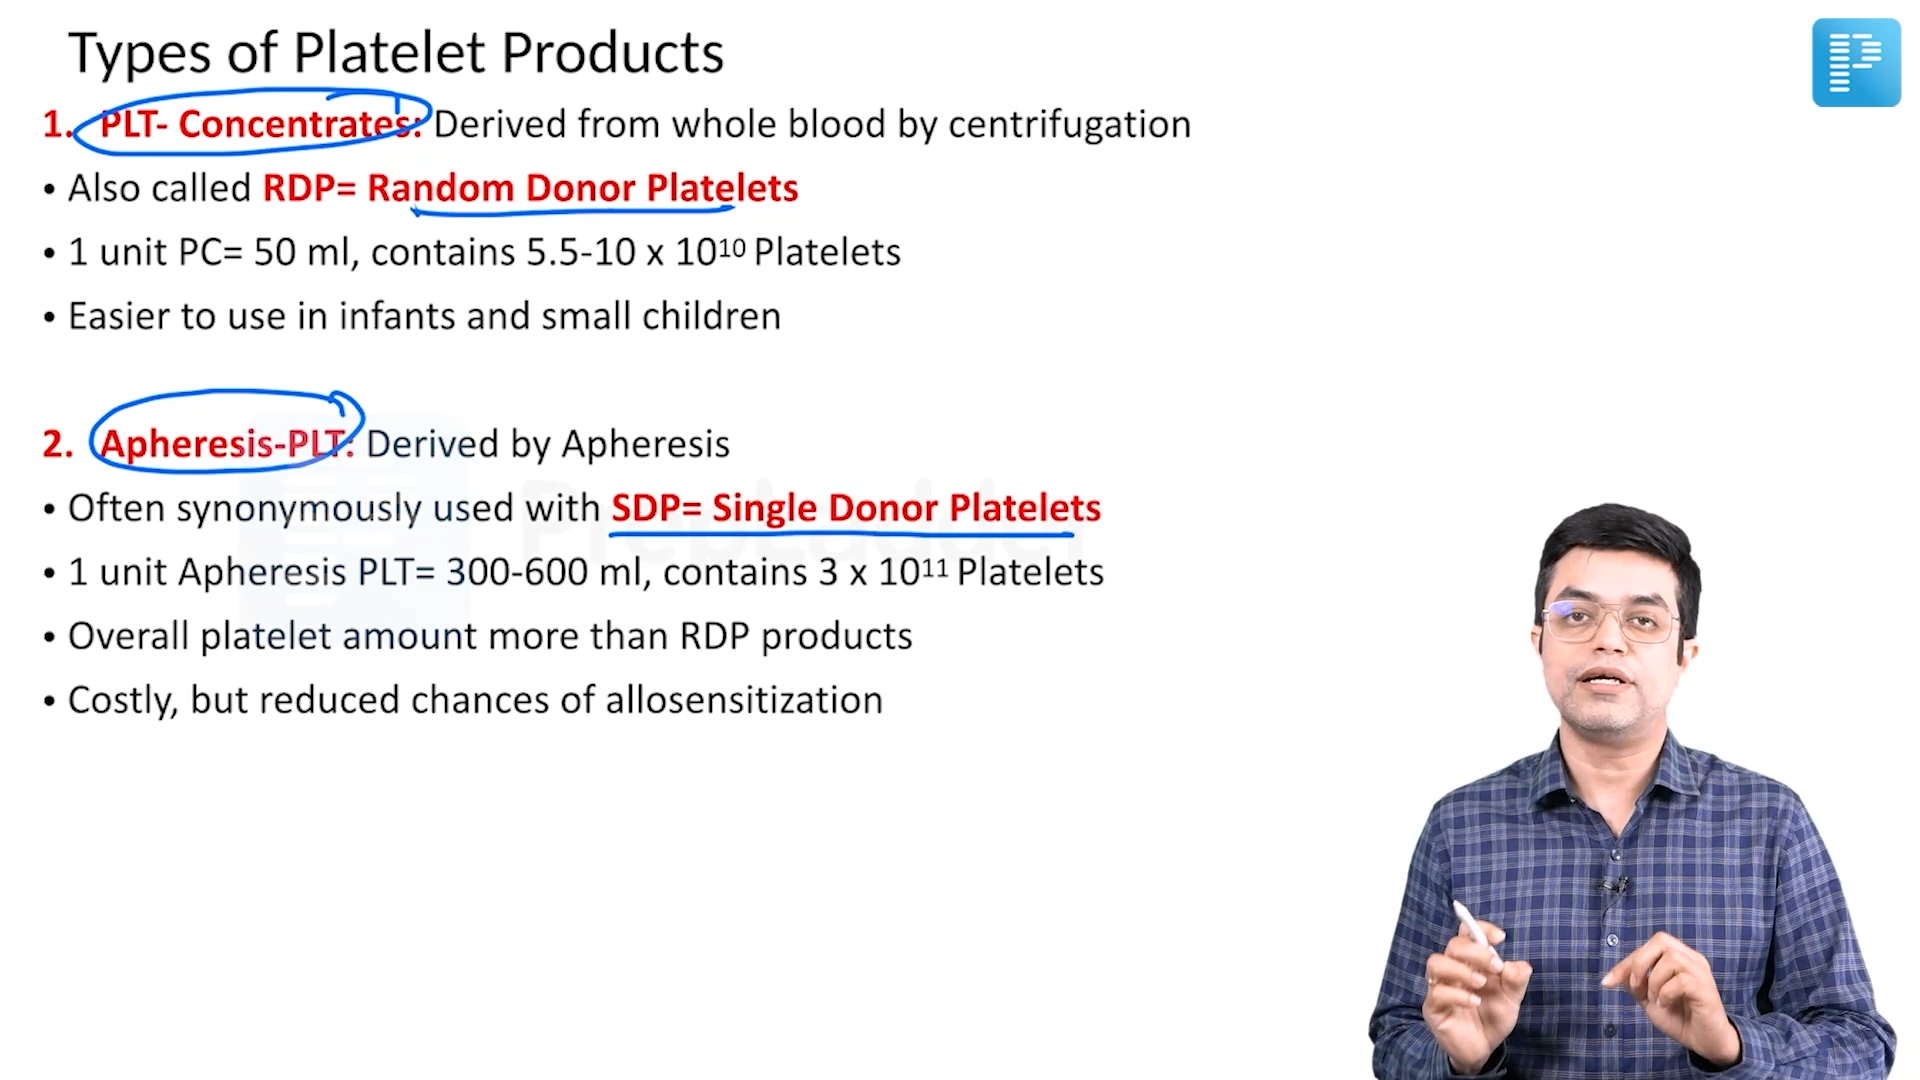 Types of Platelet Products
1. PLT- Concentrates: Derived from whole blood by centrifugation
• Also called RDP= Random Donor Platelets
• 1 unit PC= 50 ml, contains 5.5-10 x 10¹⁰ Platelets
• Easier to use in infants and small children
2. Apheresis-PLT: Derived by Apheresis
• Often synonymously used with SDP= Single Donor Platelets
• 1 unit Apheresis PLT= 300-600 ml, contains 3 x 10¹¹ Platelets
• Overall platelet amount more than RDP products
• Costly, but reduced chances of allosensitization
PrepLadder